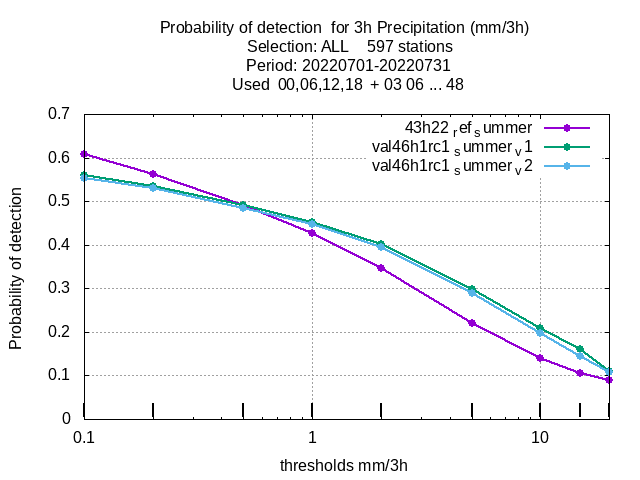 Probability of detection  for 3h Precipitation (mm/3h)
Selection: ALL    597 stations
Period: 20220701-20220731
Used  00,06,12,18  + 03 06 ... 48
43h22 ref summer
val46h1rc1 summer v1
val46h1rc1 summer v2
Probability of detection
0.7
0.6
0.5
0.4
0.3
0.2
0.1
0
0.1 1 10
thresholds mm/3h